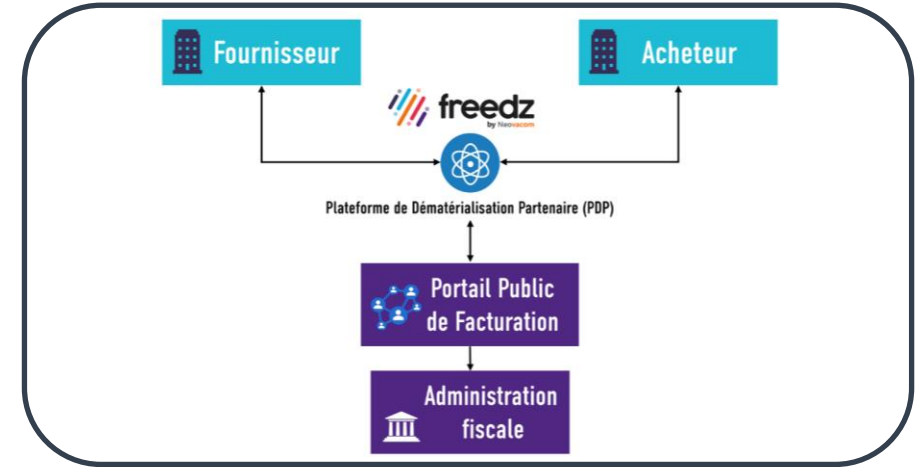 Fournisseur
Acheteur
freedz
by Neovacom
Plateforme de Dématérialisation Partenaire (PDP)
Portail Public
de Facturation
Administration
fiscale